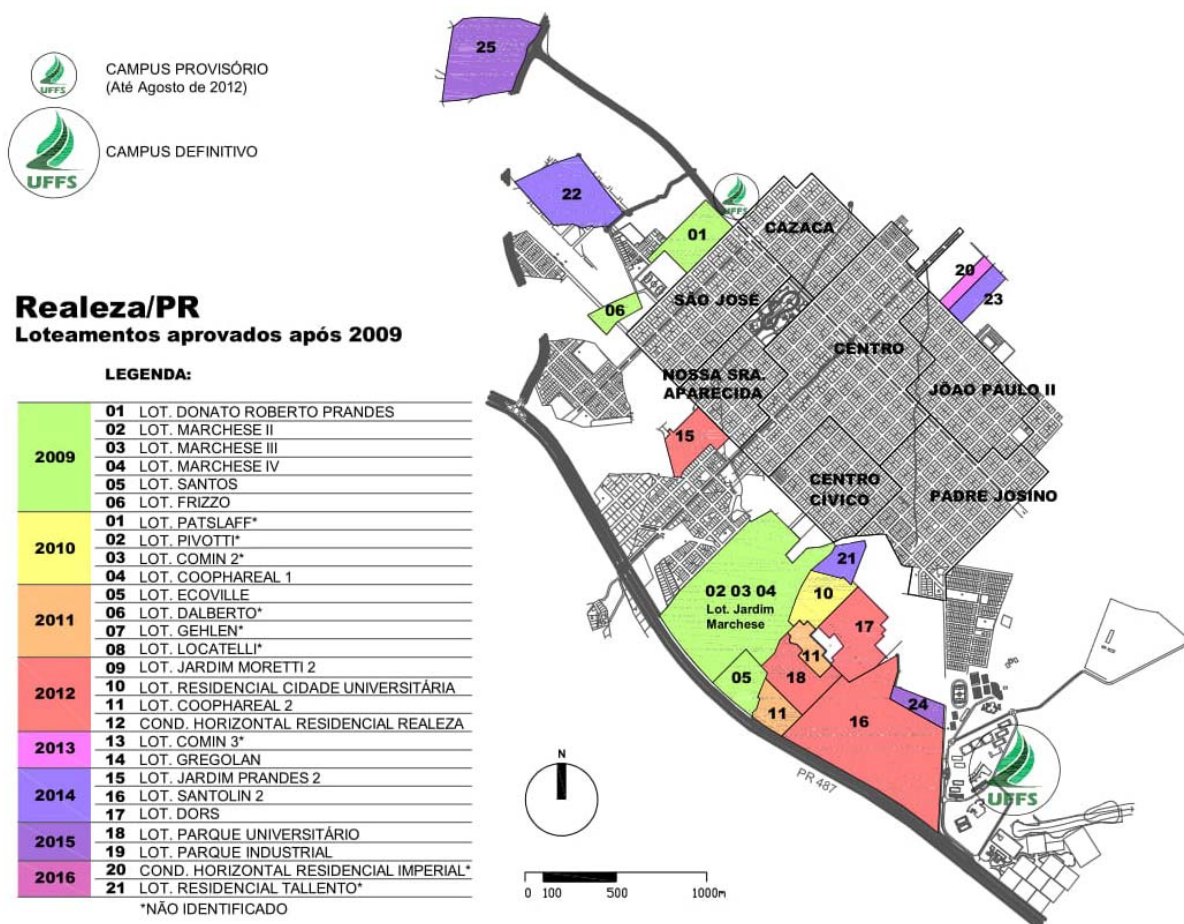 UFFS
CAMPUS PROVISÓRIO
(Até Agosto de 2012)
UFFS
CAMPUS DEFINITIVO
Realeza/PR
Loteamentos aprovados após 2009
LEGENDA:
2009
01 LOT. DONATO ROBERTO PRANDES
02 LOT. MARCHESE II
03 LOT. MARCHESE III
04 LOT. MARCHESE IV
05 LOT. SANTOS
06 LOT. FRIZZO
2010
01 LOT. PATSLAFF*
02 LOT. PIVOTTI*
03 LOT. COMIN 2*
04 LOT. COOPHAREAL 1
2011
05 LOT. ECOVILLE
06 LOT. DALBERTO*
07 LOT. GEHLEN*
08 LOT. LOCATELLI*
2012
09 LOT. JARDIM MORETTI 2
10 LOT. RESIDENCIAL CIDADE UNIVERSITÁRIA
11 LOT. COOPHAREAL 2
12 COND. HORIZONTAL RESIDENCIAL REALEZA
2013
13 LOT. COMIN 3*
14 LOT. GREGOLAN
2014
15 LOT. JARDIM PRANDES 2
16 LOT. SANTOLIN 2
17 LOT. DORS
2015
18 LOT. PARQUE UNIVERSITÁRIO
19 LOT. PARQUE INDUSTRIAL
2016
20 COND. HORIZONTAL RESIDENCIAL IMPERIAL*
21 LOT. RESIDENCIAL TALLENTO*
*NÃO IDENTIFICADO
25
22
UFFS
01
CAZACA
20
23
SÃO JOSÉ
06
CENTRO
NOSSA SRA.
APARECIDA
JÕAO PAULO II
15
CENTRO
CÍVICO
PADRE JOSINO
21
02 03 04
Lot. Jardim
Marchese
10
17
11
05
18
24
11
16
PR 487
UFFS
N
0 100 500 1000m